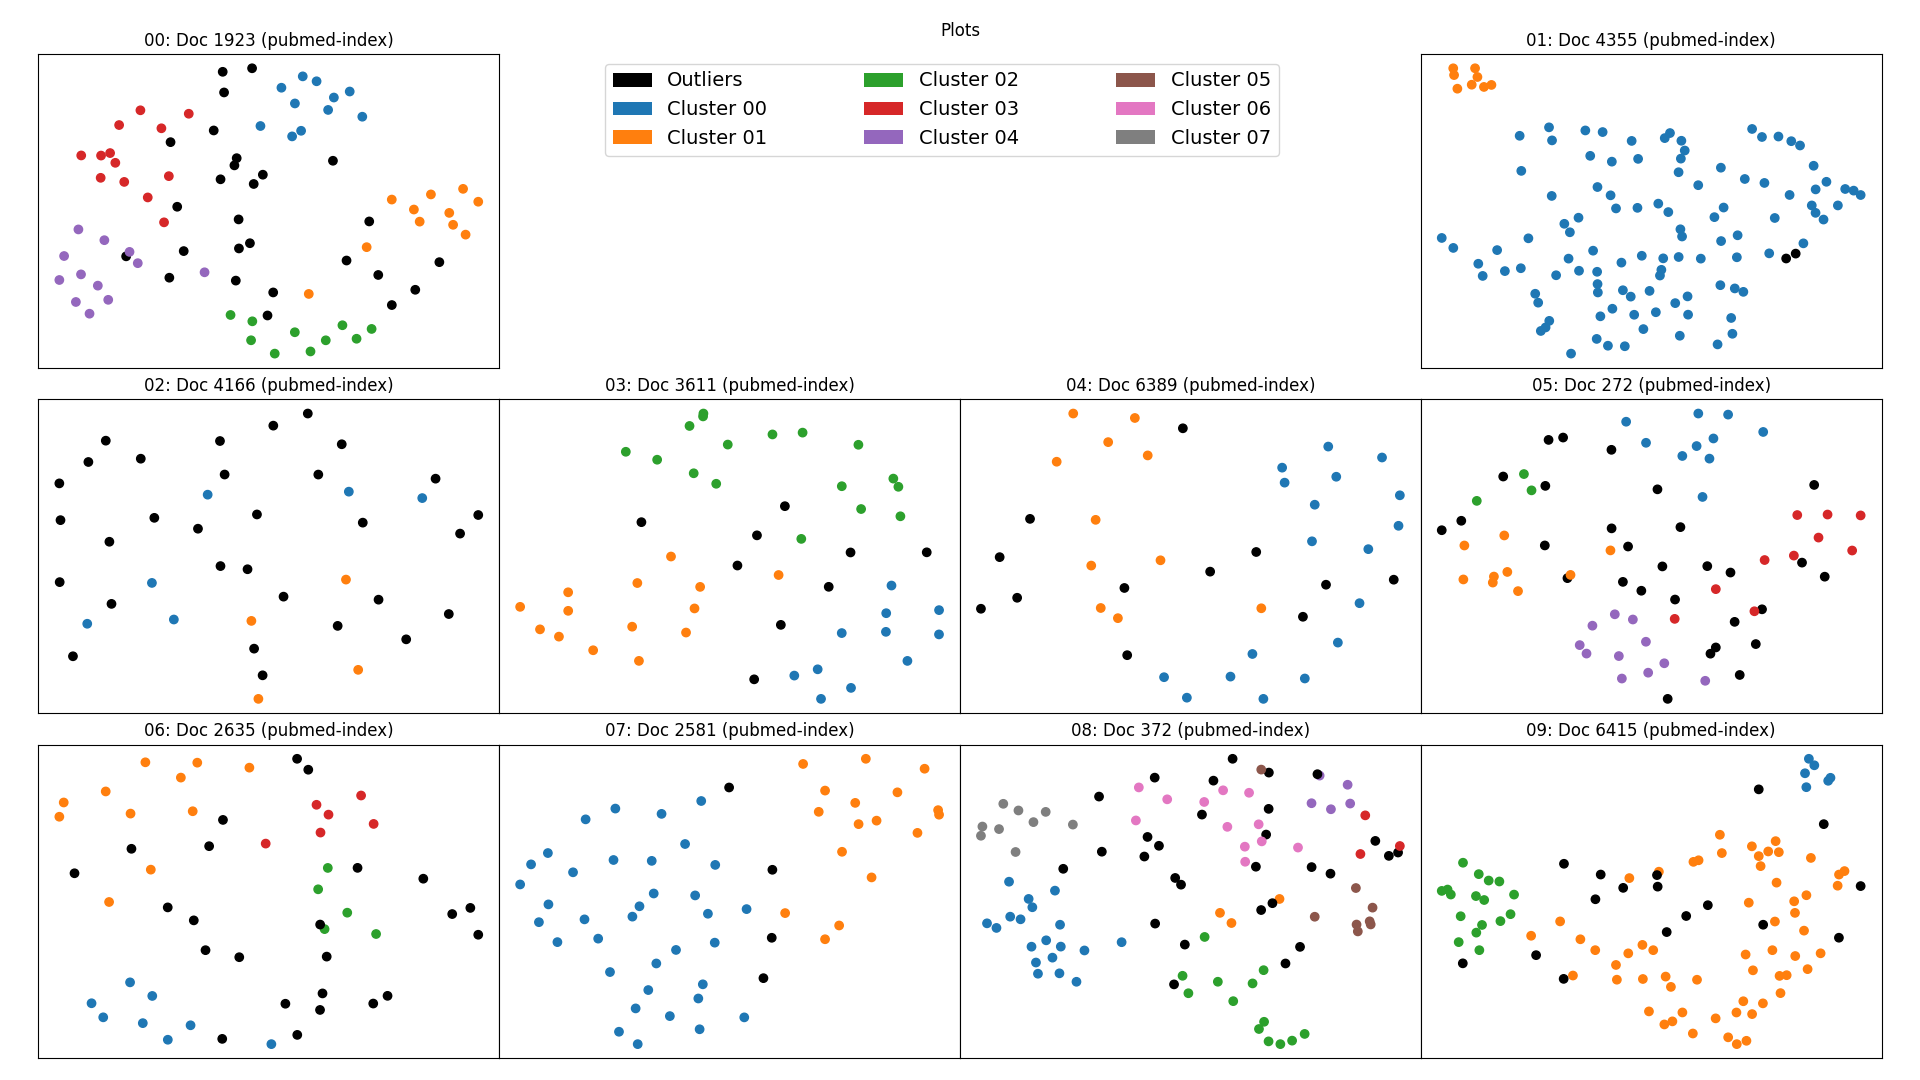 Plots
00: Doc 1923 (pubmed-index)
01: Doc 4355 (pubmed-index)
Outliers
Cluster 00
Cluster 01
Cluster 02
Cluster 03
Cluster 04
Cluster 05
Cluster 06
Cluster 07
02: Doc 4166 (pubmed-index)
03: Doc 3611 (pubmed-index)
04: Doc 6389 (pubmed-index)
05: Doc 272 (pubmed-index)
06: Doc 2635 (pubmed-index)
07: Doc 2581 (pubmed-index)
08: Doc 372 (pubmed-index)
09: Doc 6415 (pubmed-index)